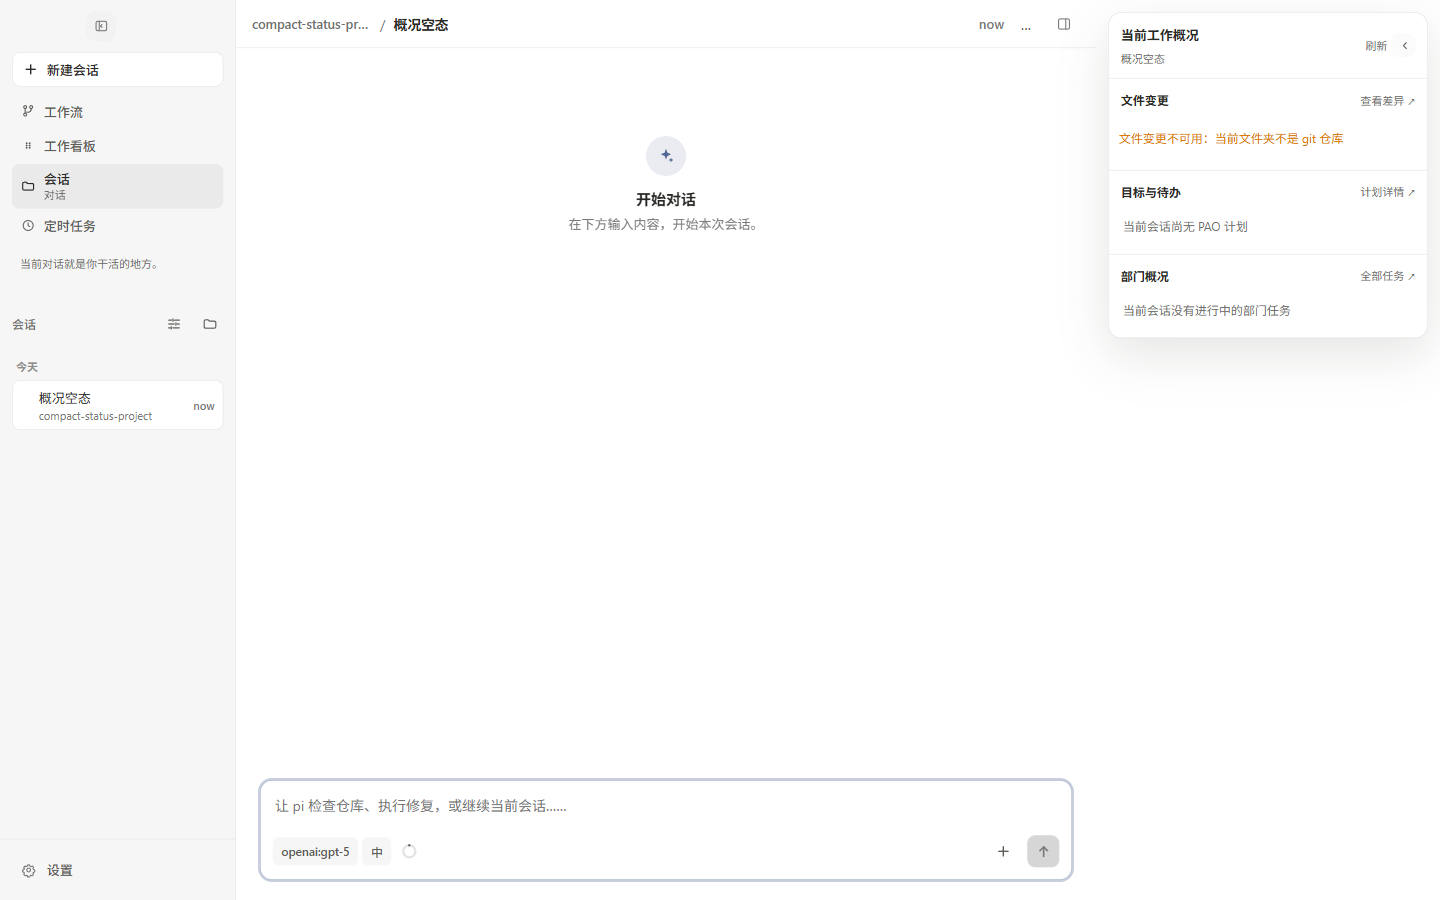 新建会话
工作流
工作看板
会话
对话
定时任务
当前对话就是你干活的地方。
会话
今天
概况空态
compact-status-project
now
设置
compact-status-pr... / 概况空态
now
...
开始对话
在下方输入内容，开始本次会话。
让 pi 检查仓库、执行修复，或继续当前会话......
openai:gpt-5
中
当前工作概况
概况空态
刷新
文件变更
查看差异 ↗
文件变更不可用：当前文件夹不是 git 仓库
目标与待办
计划详情 ↗
当前会话尚无 PAO 计划
部门概况
全部任务 ↗
当前会话没有进行中的部门任务